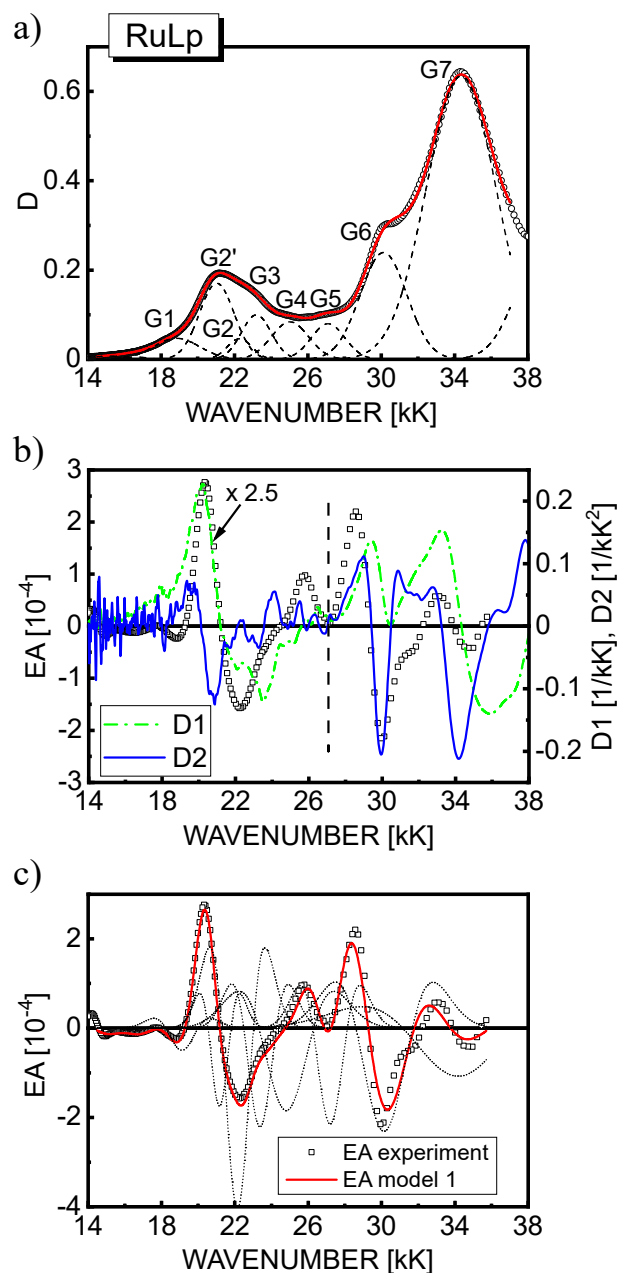 a)
RuLp
0.6
0.4
0.2
0
D
G1
G2'
G2
G3
G4
G5
G6
G7
14 18 22 26 30 34 38
WAVENUMBER [kK]
b)
3
2
1
0
-1
-2
-3
EA [10-4]
x 2.5
0.2
0.1
0
-0.1
-0.2
D1 [1/kK], D2 [1/kK2]
D1
D2
14 18 22 26 30 34 38
WAVENUMBER [kK]
c)
2
0
-2
-4
EA [10-4]
EA experiment
EA model 1
14 18 22 26 30 34 38
WAVENUMBER [kK]